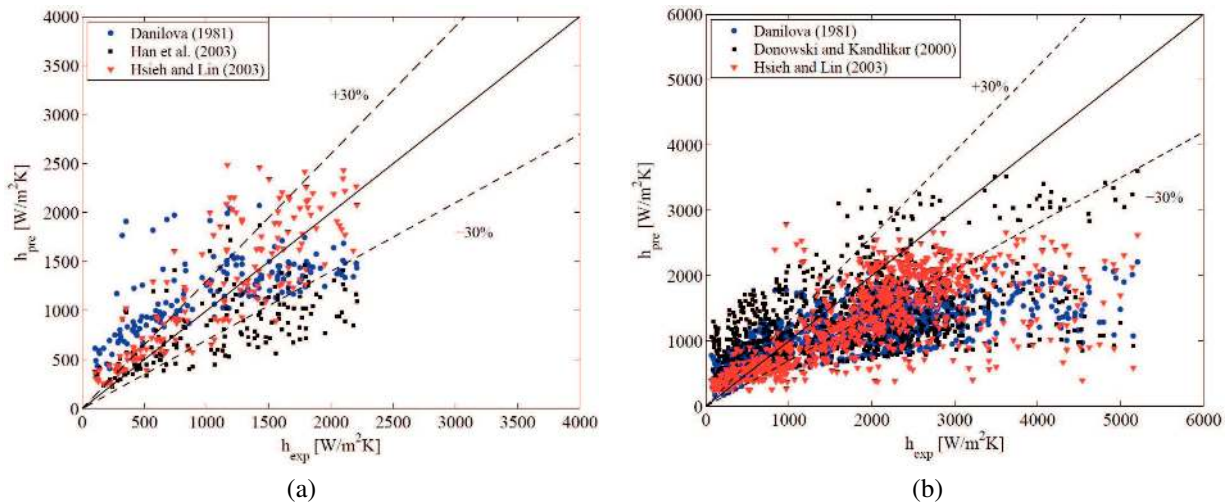 4000
3500
3000
2500
2000
1500
1000
500
0
h_pre [W/m²K]
Danilova (1981)
Han et al. (2003)
Hsieh and Lin (2003)
+30%
−30%
0 500 1000 1500 2000 2500 3000 3500 4000
h_exp [W/m²K]
(a)
6000
5000
4000
3000
2000
1000
0
h_pre [W/m²K]
Danilova (1981)
Donowski and Kandlikar (2000)
Hsieh and Lin (2003)
+30%
−30%
0 1000 2000 3000 4000 5000 6000
h_exp [W/m²K]
(b)